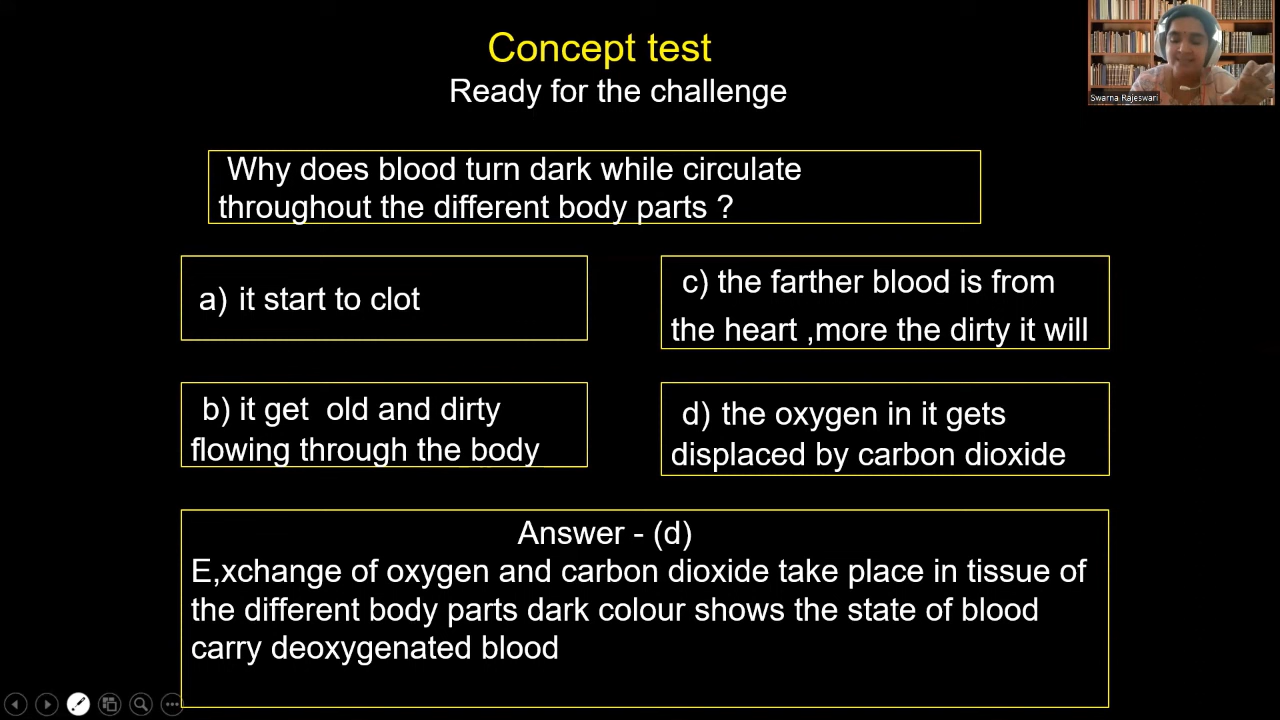 Concept test
Ready for the challenge
Swarna Rajeswari
Why does blood turn dark while circulate
throughout the different body parts ?
a) it start to clot
b) it get old and dirty
flowing through the body
c) the farther blood is from
the heart ,more the dirty it will
d) the oxygen in it gets
displaced by carbon dioxide
Answer - (d)
E,xchange of oxygen and carbon dioxide take place in tissue of
the different body parts dark colour shows the state of blood
carry deoxygenated blood